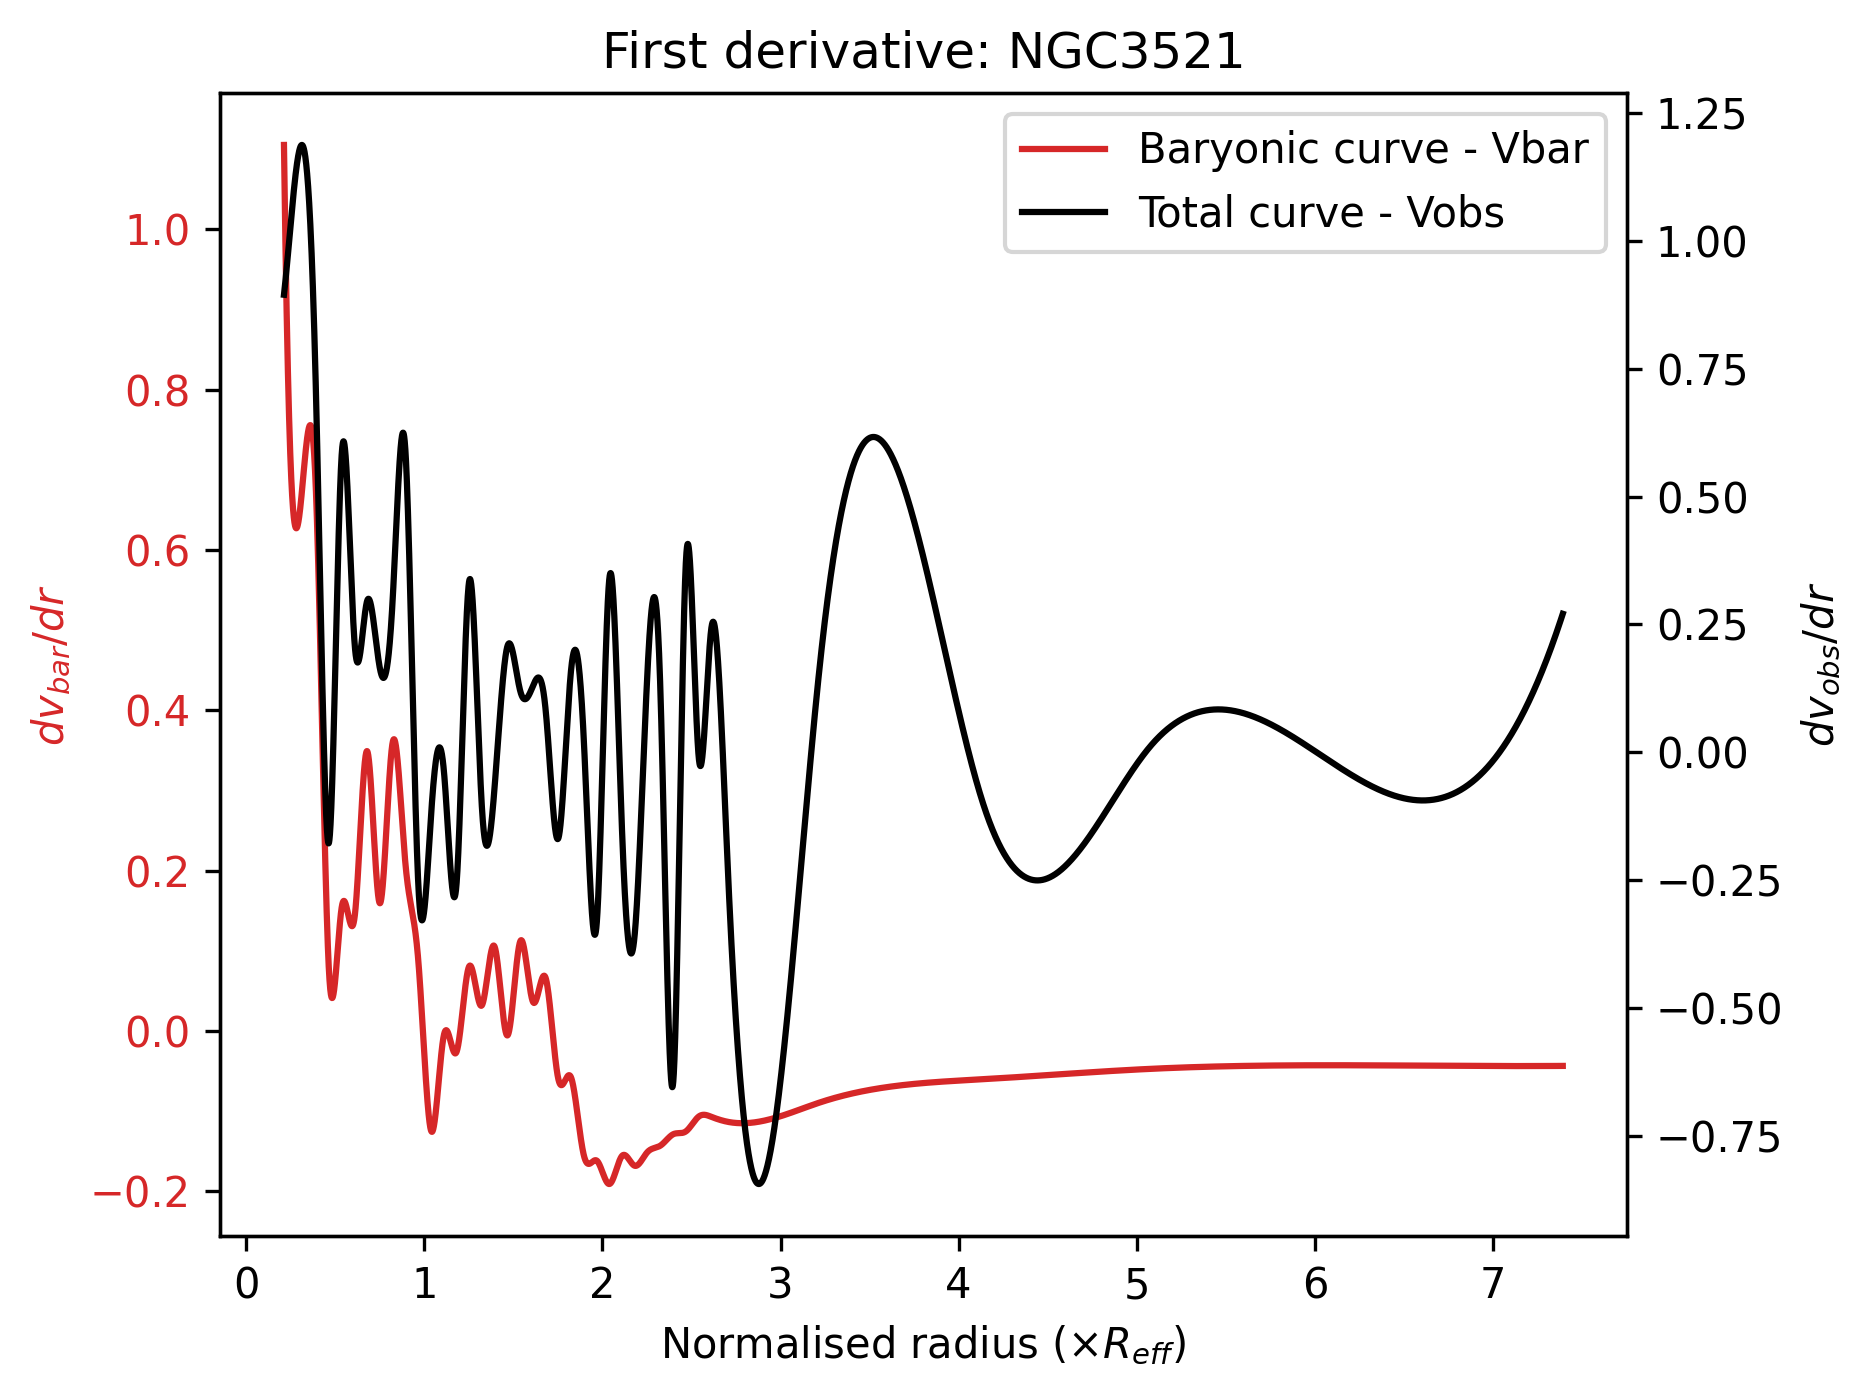 First derivative: NGC3521
Baryonic curve - Vbar
Total curve - Vobs
1.0
0.8
0.6
0.4
0.2
0.0
−0.2
dv_bar/dr
1.25
1.00
0.75
0.50
0.25
0.00
−0.25
−0.50
−0.75
dv_obs/dr
0 1 2 3 4 5 6 7
Normalised radius (×R_eff)